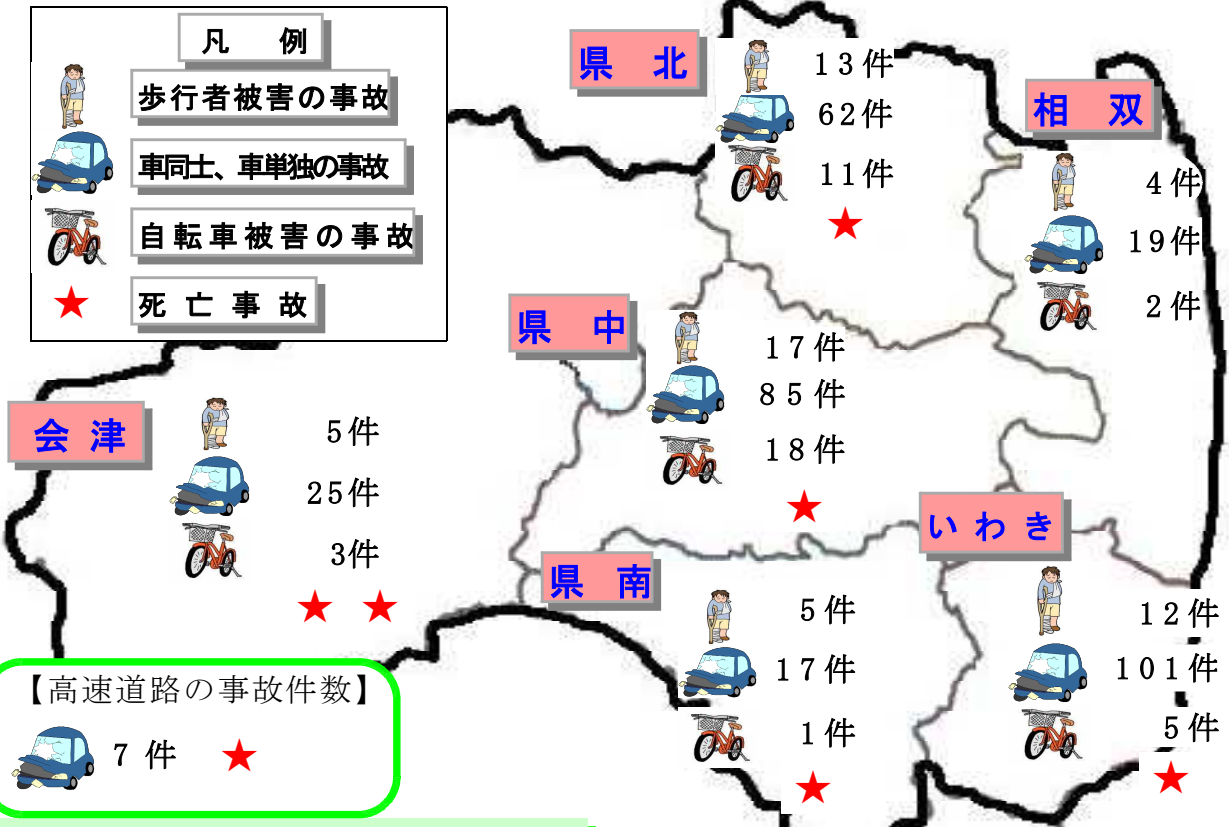 凡 例
歩行者被害の事故
車同士、車単独の事故
自転車被害の事故
死亡事故
県 北
13件
62件
11件
相 双
4件
19件
2件
県 中
17件
85件
18件
会 津
5件
25件
3件
いわき
12件
101件
5件
県 南
5件
17件
1件
【高速道路の事故件数】
7 件